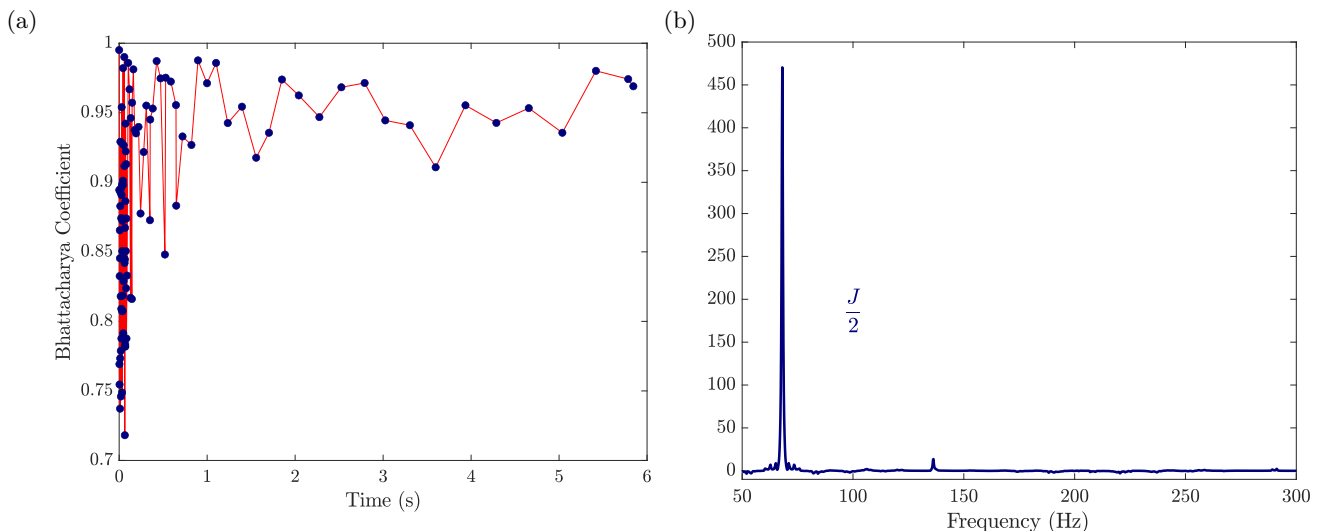 (a)
1
0.95
0.9
0.85
0.8
0.75
0.7
Bhattacharya Coefficient
0 1 2 3 4 5 6
Time (s)
(b)
500
450
400
350
300
250
200
150
100
50
0
J
2
50 100 150 200 250 300
Frequency (Hz)